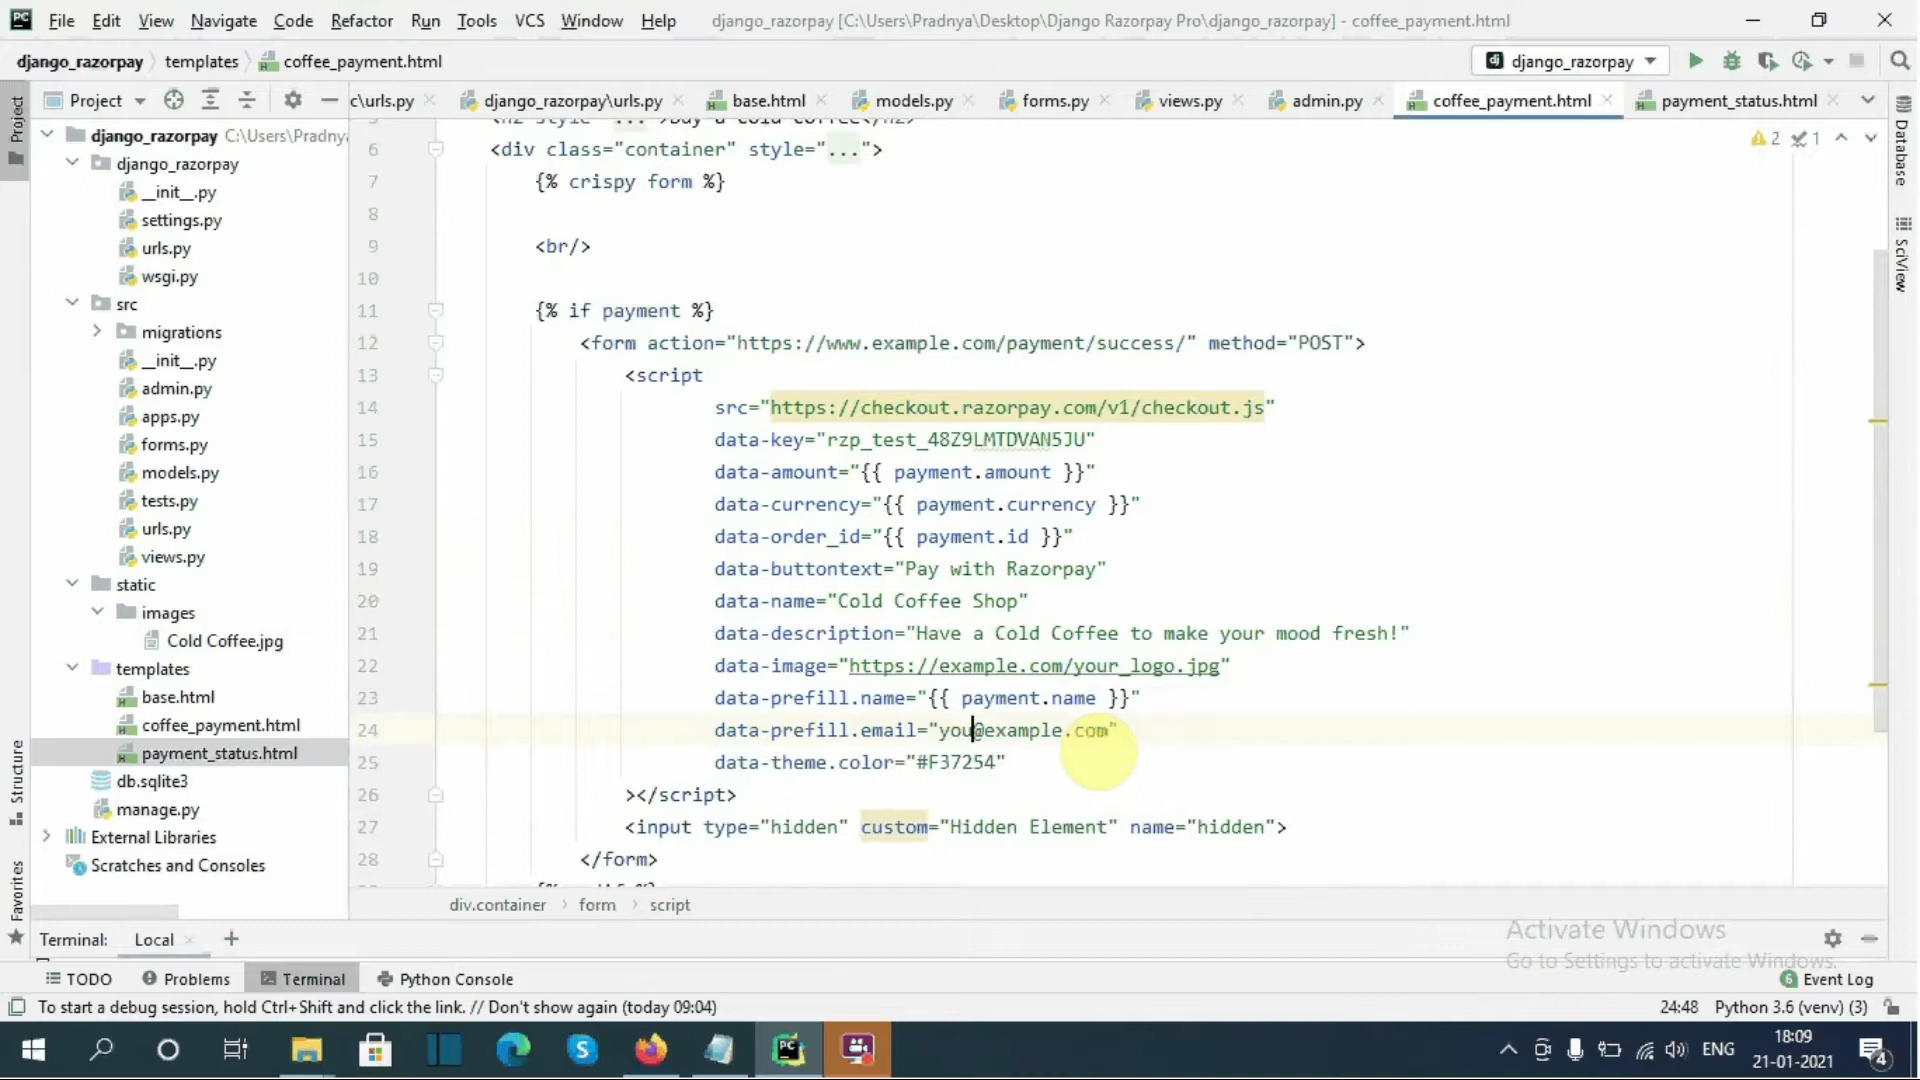 PC File Edit View Navigate Code Refactor Run Tools VCS Window Help django_razorpay [C:\Users\Pradnya\Desktop\Django Razorpay Pro\django_razorpay] - coffee_payment.html
django_razorpay templates coffee_payment.html dj django_razorpay
Project c\urls.py django_razorpay\urls.py base.html models.py forms.py views.py admin.py coffee_payment.html payment_status.html
Project
Structure
Favorites
Database
SciView
django_razorpay C:\Users\Pradnya
django_razorpay
__init__.py
settings.py
urls.py
wsgi.py
src
migrations
__init__.py
admin.py
apps.py
forms.py
models.py
tests.py
urls.py
views.py
static
images
Cold Coffee.jpg
templates
base.html
coffee_payment.html
payment_status.html
db.sqlite3
manage.py
External Libraries
Scratches and Consoles
2 1
6 <div class="container" style="...">
7 {% crispy form %}
8
9 <br/>
10
11 {% if payment %}
12 <form action="https://www.example.com/payment/success/" method="POST">
13 <script
14 src="https://checkout.razorpay.com/v1/checkout.js"
15 data-key="rzp_test_48Z9LMTDVAN5JU"
16 data-amount="{{ payment.amount }}"
17 data-currency="{{ payment.currency }}"
18 data-order_id="{{ payment.id }}"
19 data-buttontext="Pay with Razorpay"
20 data-name="Cold Coffee Shop"
21 data-description="Have a Cold Coffee to make your mood fresh!"
22 data-image="https://example.com/your_logo.jpg"
23 data-prefill.name="{{ payment.name }}"
24 data-prefill.email="you@example.com"
25 data-theme.color="#F37254"
26 ></script>
27 <input type="hidden" custom="Hidden Element" name="hidden">
28 </form>
div.container form script
Activate Windows
Go to Settings to activate Windows.
Terminal: Local +
TODO Problems Terminal Python Console 6 Event Log
To start a debug session, hold Ctrl+Shift and click the link. // Don't show again (today 09:04) 24:48 Python 3.6 (venv) (3)
ENG 18:09
21-01-2021 4